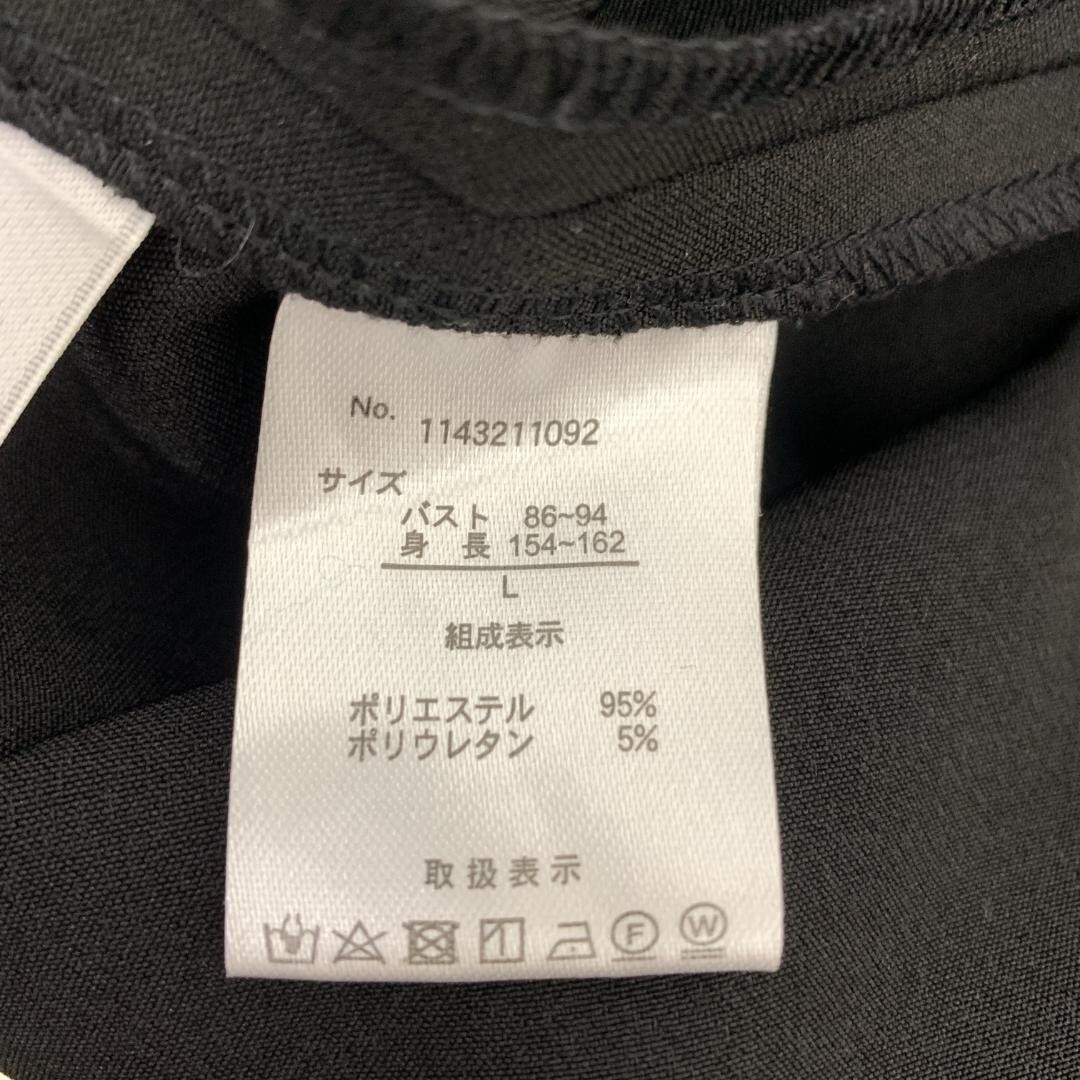 No. 1143211092
サイズ
バスト 86~94
身 長 154~162
L
組成表示
ポリエステル 95%
ポリウレタン 5%
取扱表示
F W